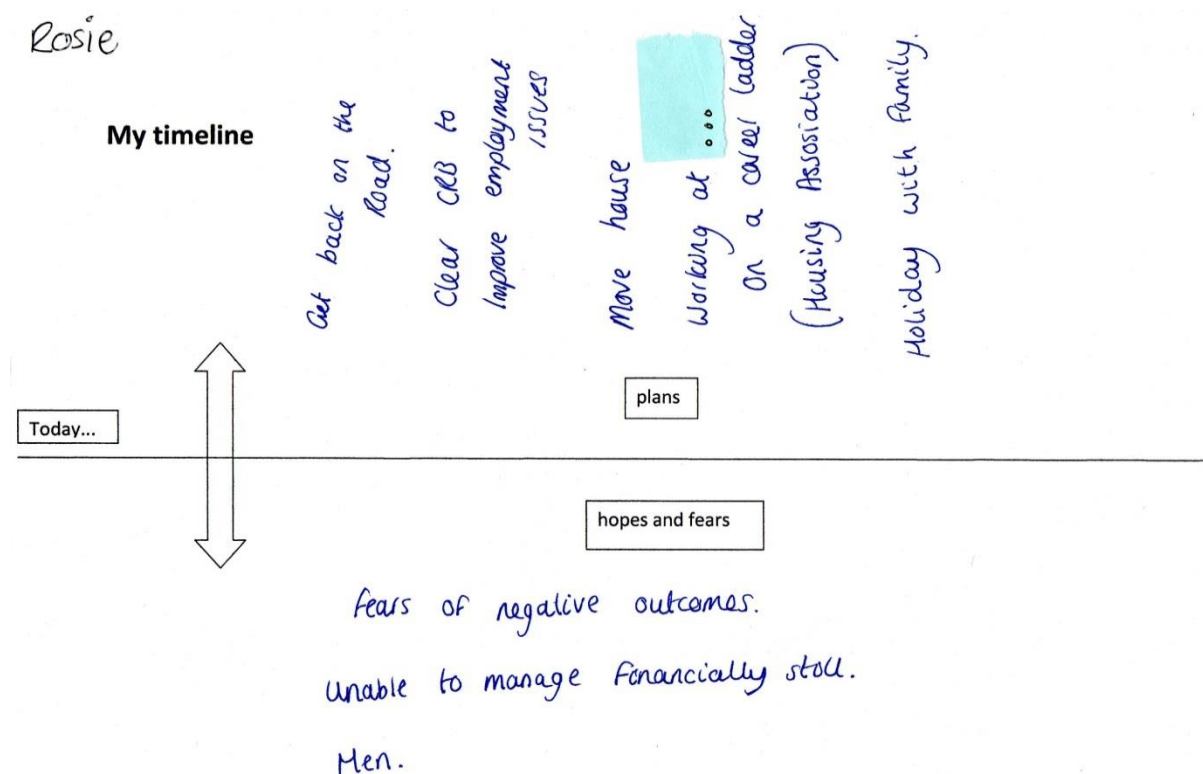 Rosie
My timeline
Get back on the
Road.
Clear CRB to
Improve employment
issues
Move house
Working at ...
on a career ladder
(Housing Assosiation)
Holiday with family.
plans
Today...
hopes and fears
Fears of negative outcomes.
Unable to manage Financially still.
Men.